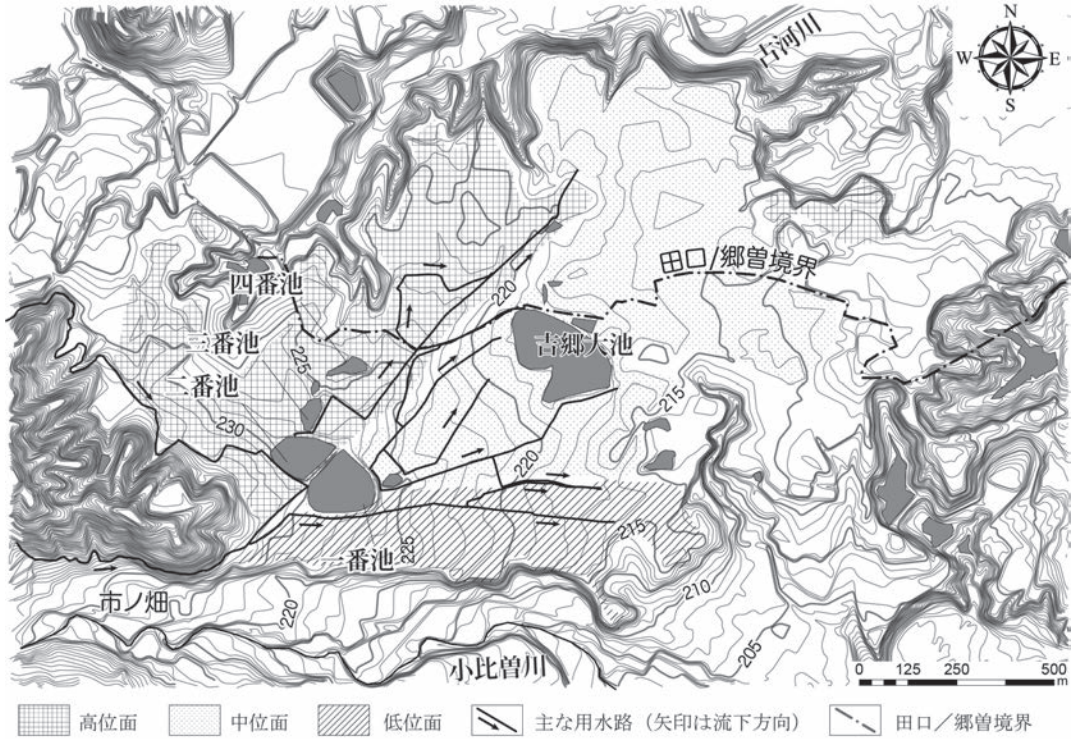 N
W E
S
古河川
田口/郷曽境界
四番池
三番池
二番池
吉郷大池
一番池
市ノ畑
小比曽川
220
225
230
215
220
225
215
220
210
205
0 125 250 500
m
高位面
中位面
低位面
主な用水路（矢印は流下方向）
田口／郷曽境界